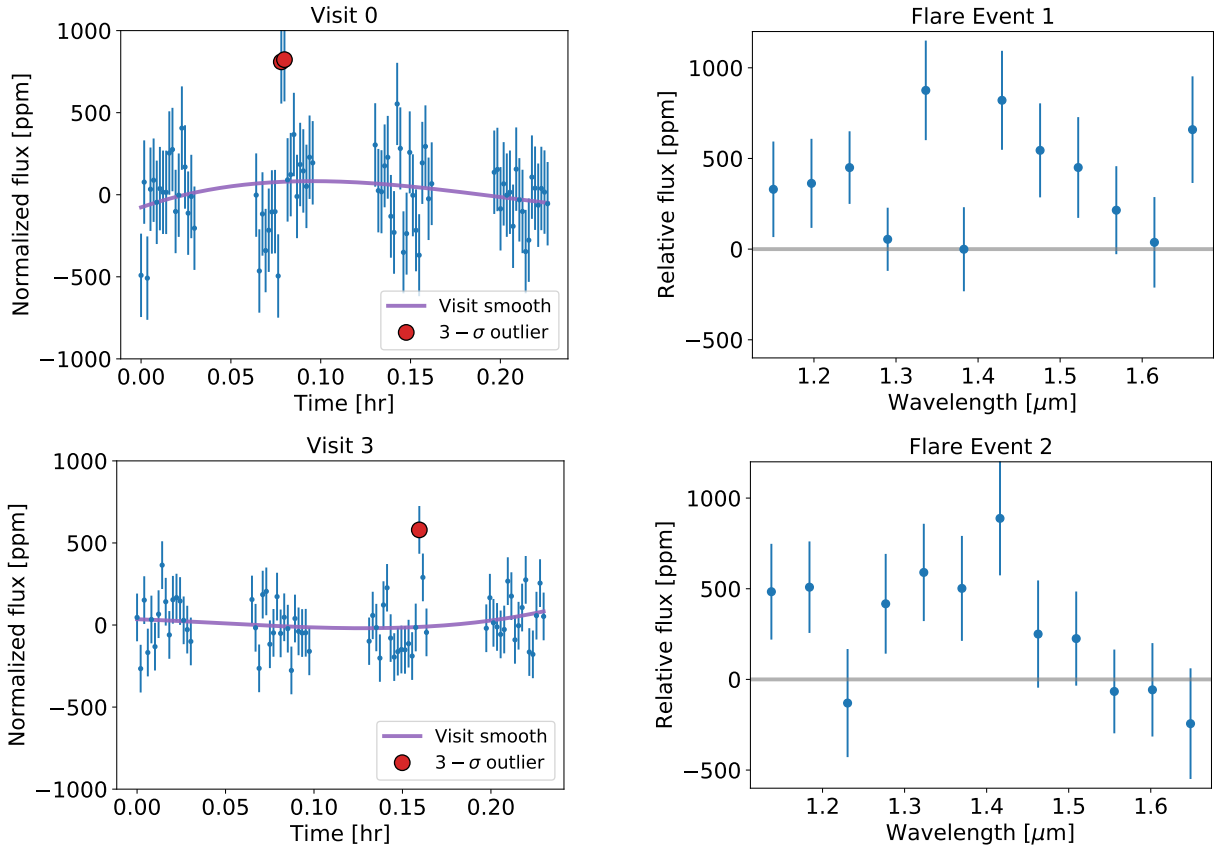 Visit 0
1000
500
0
−500
−1000
Normalized flux [ppm]
Visit smooth
3 − σ outlier
0.00 0.05 0.10 0.15 0.20
Time [hr]
Flare Event 1
1000
500
0
−500
Relative flux [ppm]
1.2 1.3 1.4 1.5 1.6
Wavelength [μm]
Visit 3
1000
500
0
−500
−1000
Normalized flux [ppm]
Visit smooth
3 − σ outlier
0.00 0.05 0.10 0.15 0.20
Time [hr]
Flare Event 2
1000
500
0
−500
Relative flux [ppm]
1.2 1.3 1.4 1.5 1.6
Wavelength [μm]